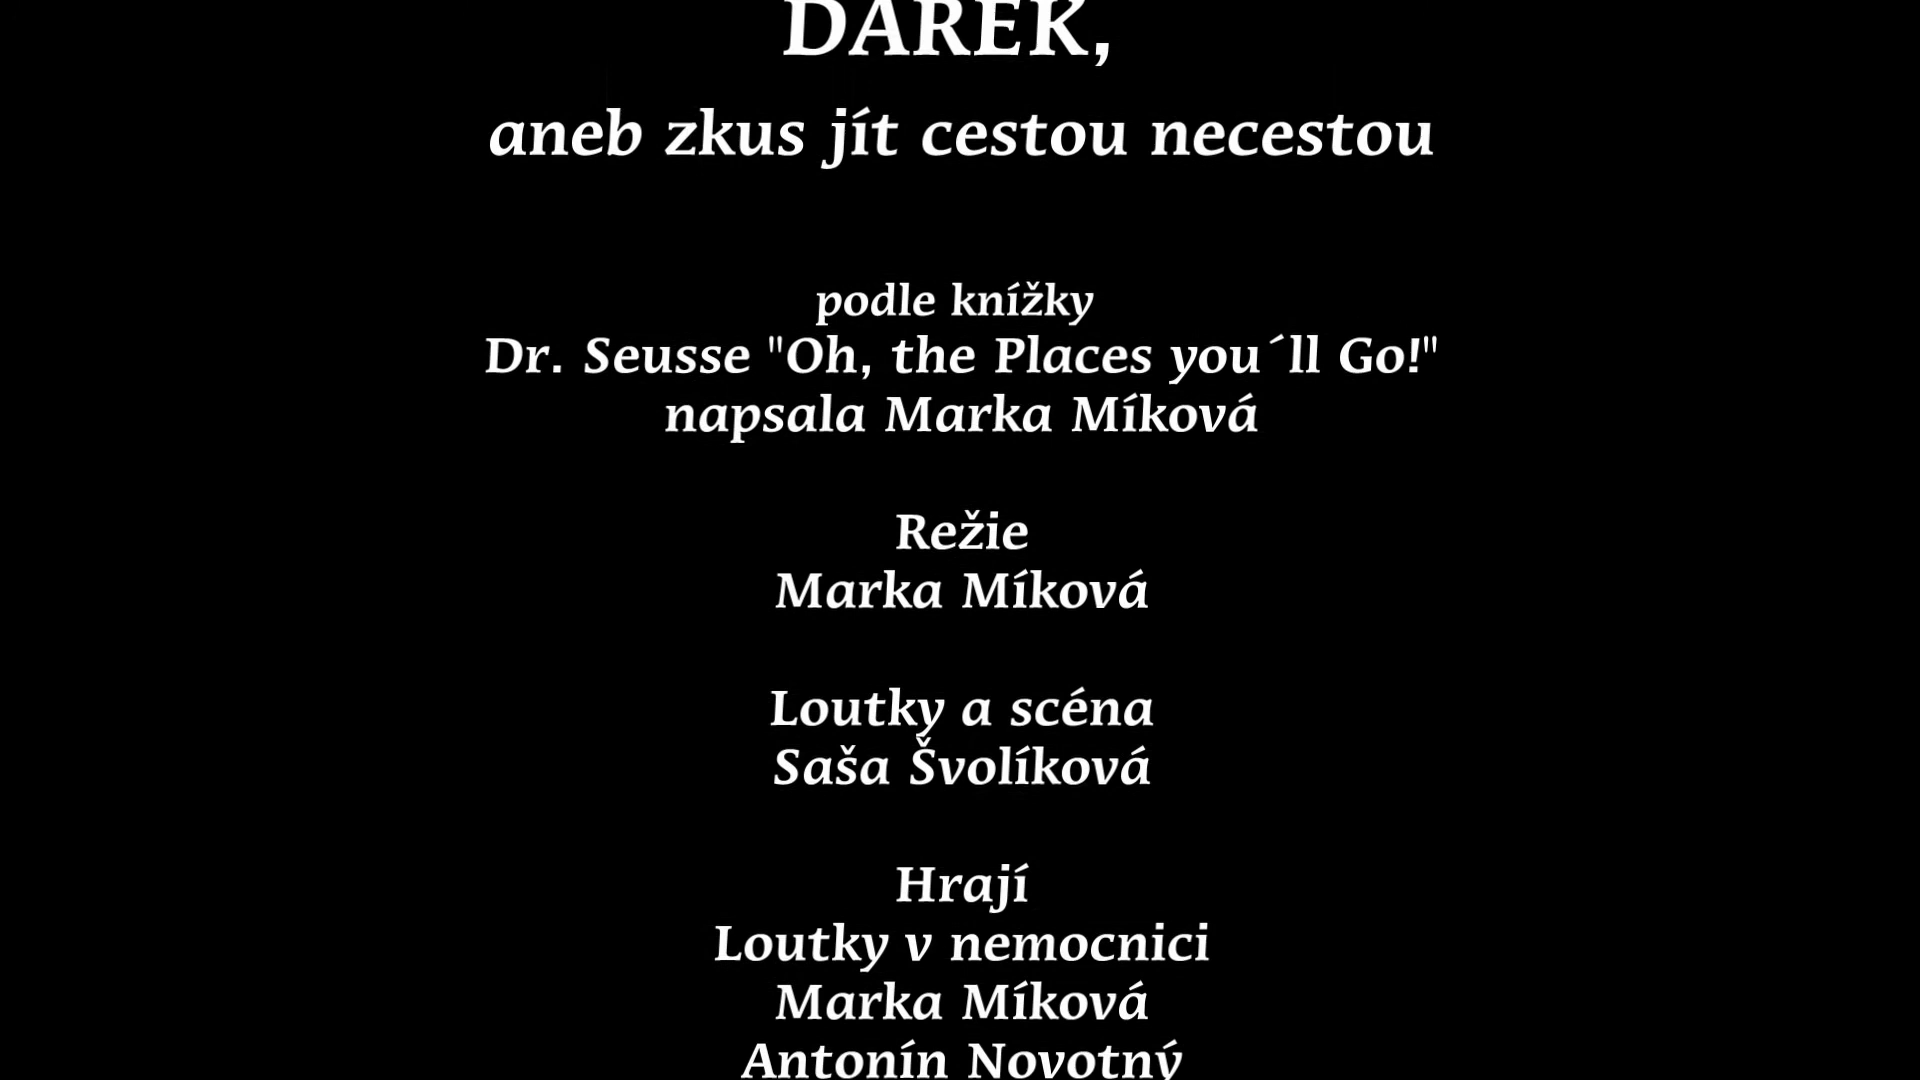 DAREK,
aneb zkus jít cestou necestou
podle knížky
Dr. Seusse "Oh, the Places you´ll Go!"
napsala Marka Míková
Režie
Marka Míková
Loutky a scéna
Saša Švolíková
Hrají
Loutky v nemocnici
Marka Míková
Antonín Novotný